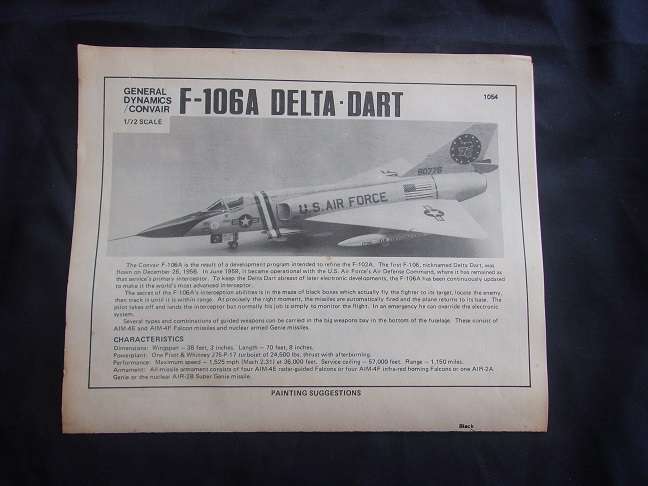 GENERAL
DYNAMICS
/CONVAIR
F-106A DELTA·DART
1064
1/72 SCALE
80776
U.S. AIR FORCE
The Convair F-106A is the result of a development program intended to refine the F-102A. The first F-106, nicknamed Delta Dart, was
flown on December 26, 1956. In June 1959, it became operational with the U.S. Air Force's Air Defense Command, where it has remained as
that service's primary interceptor. To keep the Delta Dart abreast of later electronic developments, the F-106A has been continuously updated
to make it the world's most advanced interceptor.
The secret of the F-106A's interception abilities is in the maze of black boxes which actually fly the fighter to its target, locate the enemy,
then track it until it is within range. At precisely the right moment, the missiles are automatically fired and the plane returns to its base. The
pilot takes off and lands the interceptor but normally his job is simply to monitor the flight. In an emergency he can override the electronic
system.
Several types and combinations of guided weapons can be carried in the big weapons bay in the bottom of the fuselage. These consist of
AIM-4E and AIM-4F Falcon missiles and nuclear armed Genie missiles.
CHARACTERISTICS
Dimensions: Wingspan – 38 feet, 3 inches. Length – 70 feet, 8 inches.
Powerplant: One Pratt & Whitney J75-P-17 turbojet of 24,500 lbs. thrust with afterburning.
Performance: Maximum speed – 1,525 mph (Mach 2.31) at 36,000 feet. Service ceiling – 57,000 feet. Range – 1,150 miles.
Armament: All-missile armament consists of four AIM-4E radar-guided Falcons or four AIM-4F infra-red homing Falcons or one AIR-2A
Genie or the nuclear AIR-2B Super Genie missile.
PAINTING SUGGESTIONS
Black